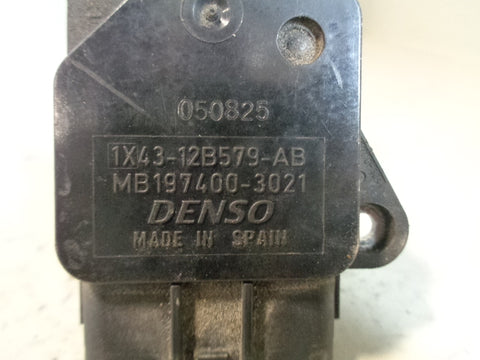 050825
1X43-12B579-AB
MB197400-3021
DENSO
MADE IN SPAIN